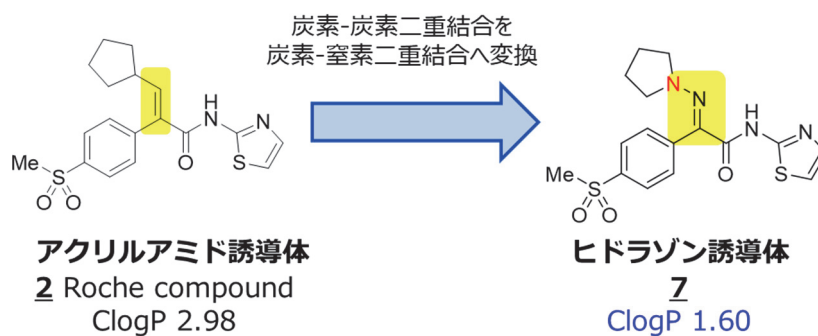 炭素-炭素二重結合を
炭素-窒素二重結合へ変換
H
N
N
S
O
Me
S
O
O
N
N
H
N
N
S
O
Me
S
O
O
アクリルアミド誘導体
2 Roche compound
ClogP 2.98
ヒドラゾン誘導体
7
ClogP 1.60